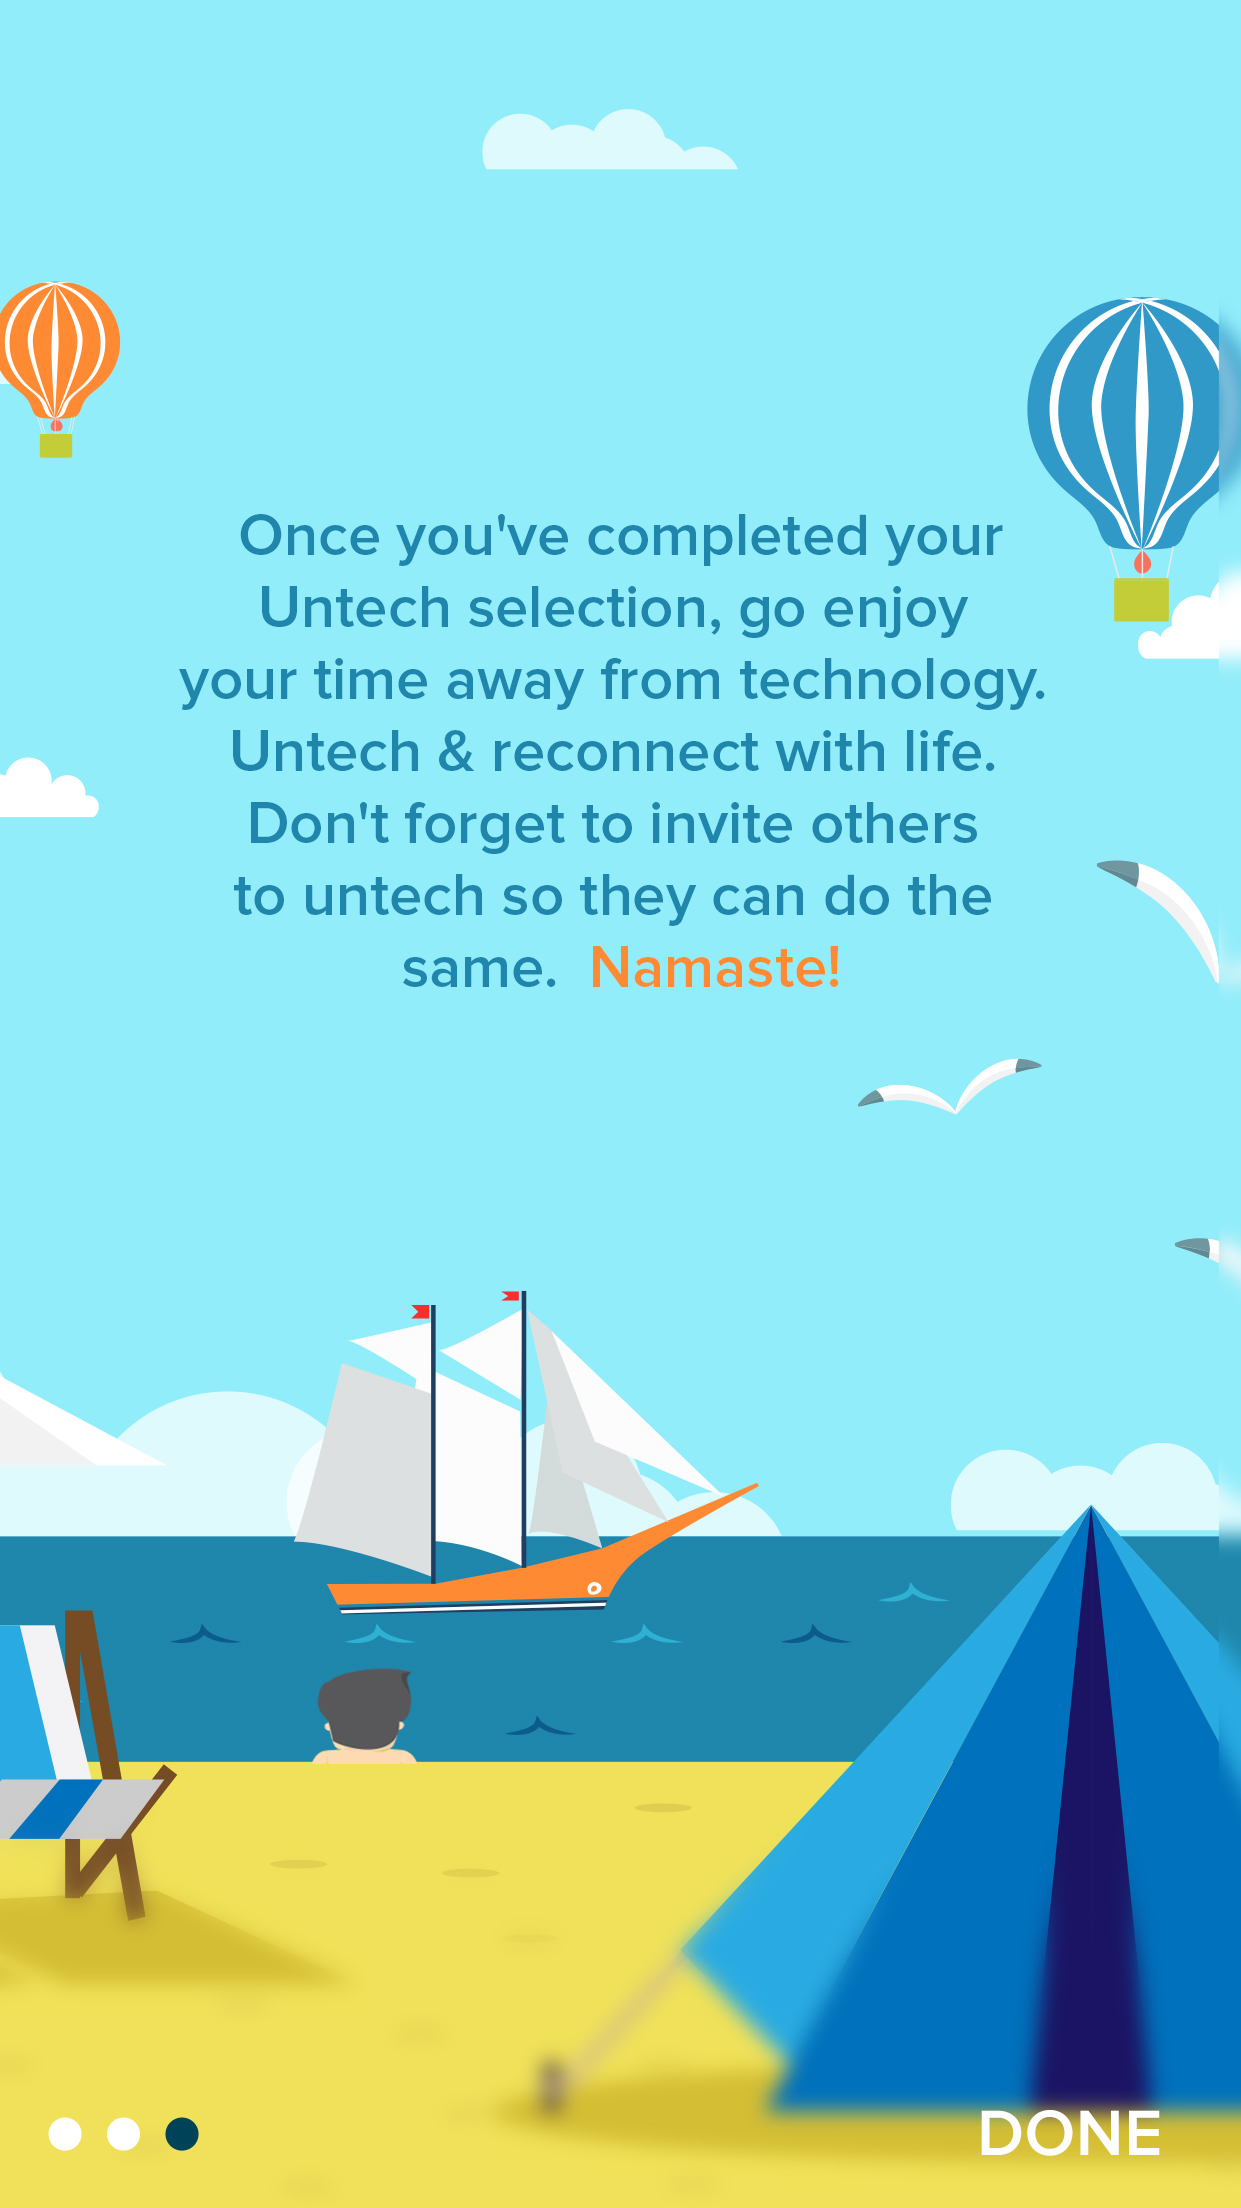 Once you've completed your
Untech selection, go enjoy
your time away from technology.
Untech & reconnect with life.
Don't forget to invite others
to untech so they can do the
same. Namaste!
DONE